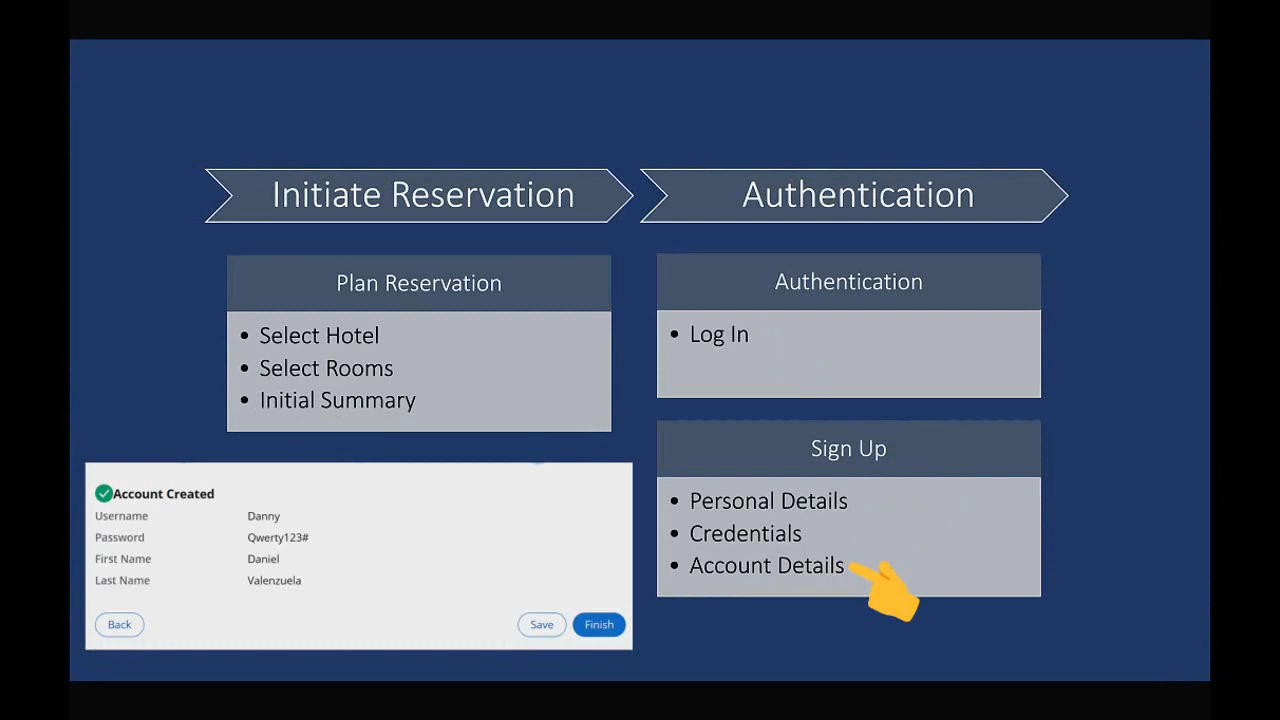 Initiate Reservation
Authentication
Plan Reservation
• Select Hotel
• Select Rooms
• Initial Summary
Authentication
• Log In
Sign Up
• Personal Details
• Credentials
• Account Details
Account Created
Username Danny
Password Qwerty123#
First Name Daniel
Last Name Valenzuela
Back Save Finish